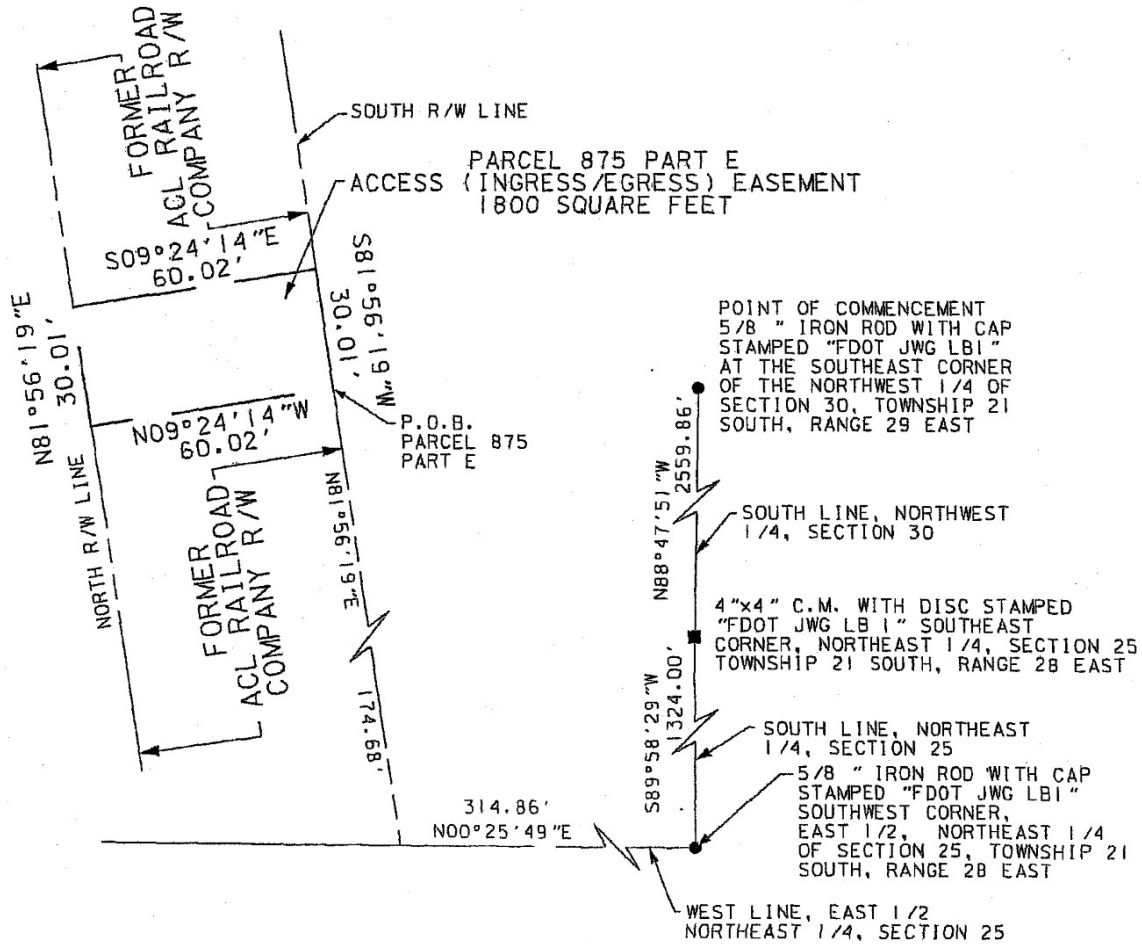 FORMER
ACL RAILROAD
COMPANY R/W
SOUTH R/W LINE
PARCEL 875 PART E
ACCESS (INGRESS/EGRESS) EASEMENT
1800 SQUARE FEET
S09°24'14"E
60.02'
S81°56'19"W
30.01'
N81°56'19"E
30.01'
N09°24'14"W
60.02'
P.O.B.
PARCEL 875
PART E
NORTH R/W LINE
FORMER
ACL RAILROAD
COMPANY R/W
N81°56'19"E
174.68'
POINT OF COMMENCEMENT
5/8 " IRON ROD WITH CAP
STAMPED "FDOT JWG LB1"
AT THE SOUTHEAST CORNER
OF THE NORTHWEST 1/4 OF
SECTION 30, TOWNSHIP 21
SOUTH, RANGE 29 EAST
N88°47'51"W
2559.86'
SOUTH LINE, NORTHWEST
1/4, SECTION 30
4"x4" C.M. WITH DISC STAMPED
"FDOT JWG LB 1" SOUTHEAST
CORNER, NORTHEAST 1/4, SECTION 25
TOWNSHIP 21 SOUTH, RANGE 28 EAST
S89°58'29"W
1324.00'
SOUTH LINE, NORTHEAST
1/4, SECTION 25
5/8 " IRON ROD WITH CAP
STAMPED "FDOT JWG LB1"
SOUTHWEST CORNER,
EAST 1/2, NORTHEAST 1/4
OF SECTION 25, TOWNSHIP 21
SOUTH, RANGE 28 EAST
314.86'
N00°25'49"E
WEST LINE, EAST 1/2
NORTHEAST 1/4, SECTION 25